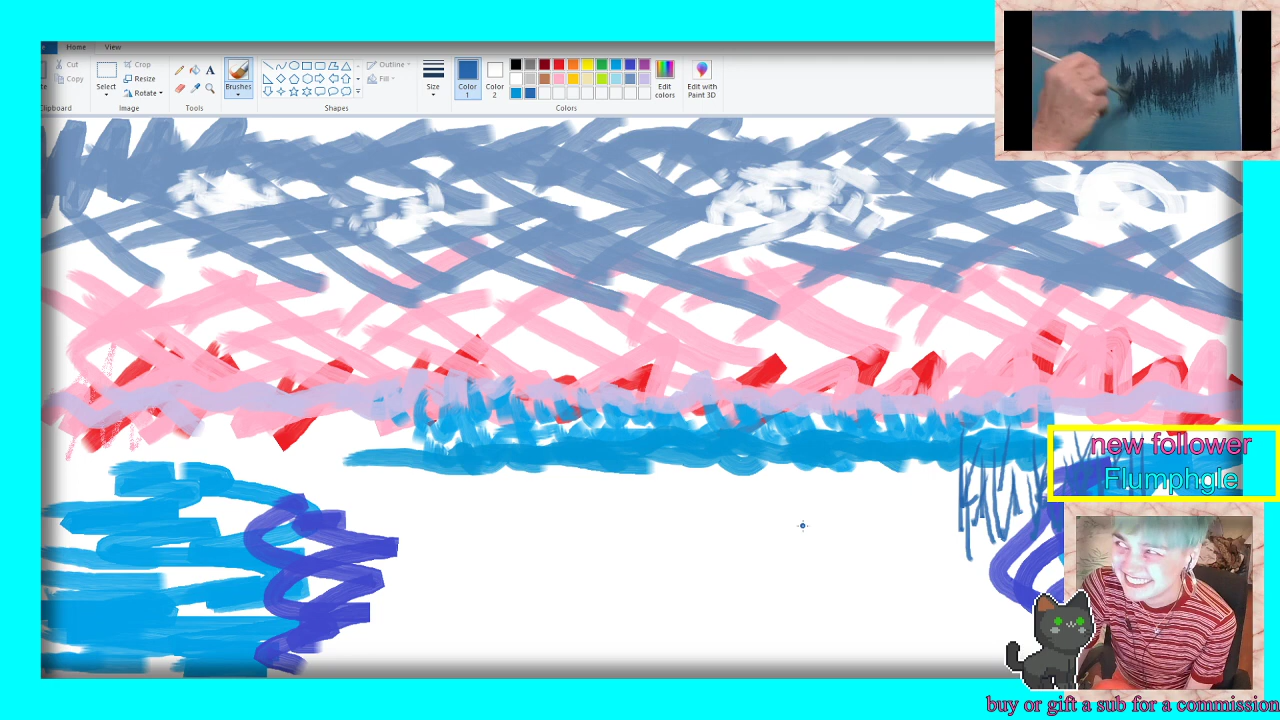 Home View
Cut
Copy
Select
Crop
Resize
Rotate
Image
Tools
Brushes
Shapes
Outline
Fill
Size
Color
1
Color
2
Edit
colors
Colors
Edit with
Paint 3D
new follower
Flumphgle
buy or gift a sub for a commission